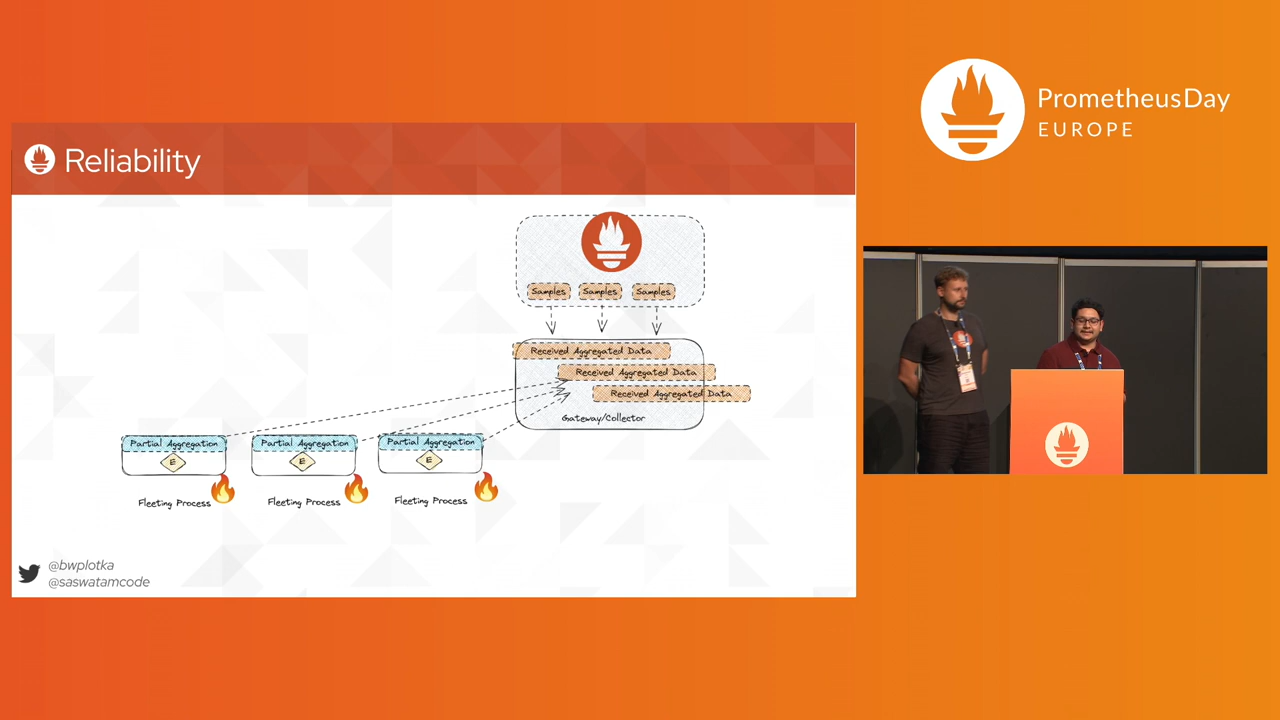 PrometheusDay
EUROPE
Reliability
Samples Samples Samples
Received Aggregated Data
Received Aggregated Data
Received Aggregated Data
Gateway/Collector
Partial Aggregation Partial Aggregation Partial Aggregation
E E E
Fleeting Process Fleeting Process Fleeting Process
@bwplotka
@saswatamcode